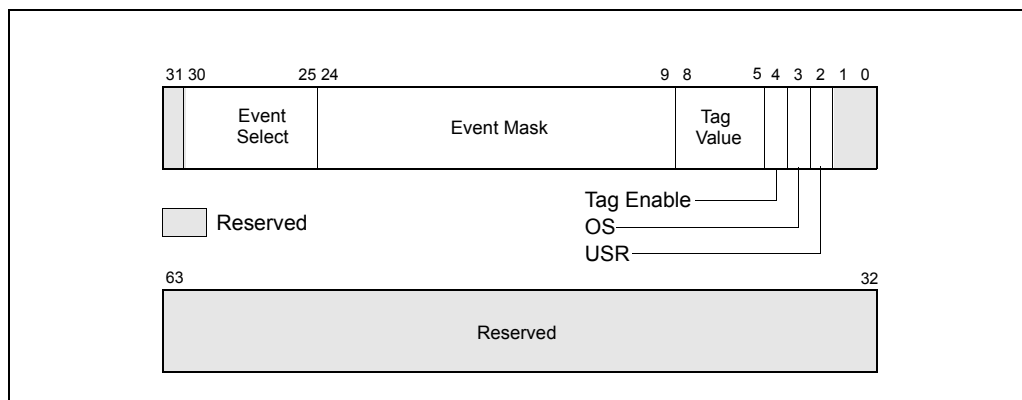 31 30 25 24 9 8 5 4 3 2 1 0
Event Select
Event Mask
Tag Value
Tag Enable
OS
USR
Reserved
63 32
Reserved